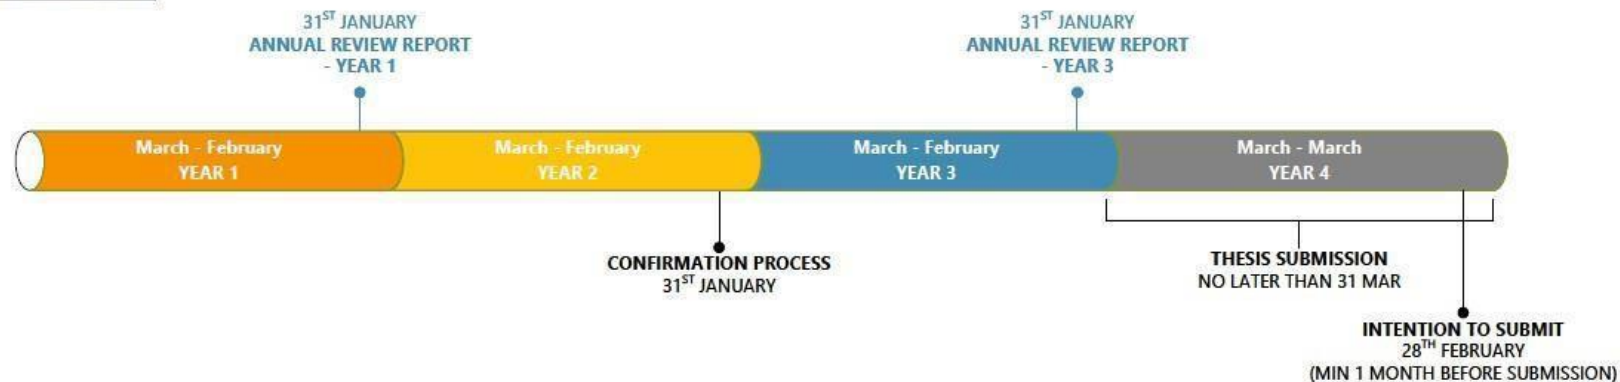 31ST JANUARY
ANNUAL REVIEW REPORT
- YEAR 1
31ST JANUARY
ANNUAL REVIEW REPORT
- YEAR 3
March - February
YEAR 1
March - February
YEAR 2
March - February
YEAR 3
March - March
YEAR 4
CONFIRMATION PROCESS
31ST JANUARY
THESIS SUBMISSION
NO LATER THAN 31 MAR
INTENTION TO SUBMIT
28TH FEBRUARY
(MIN 1 MONTH BEFORE SUBMISSION)